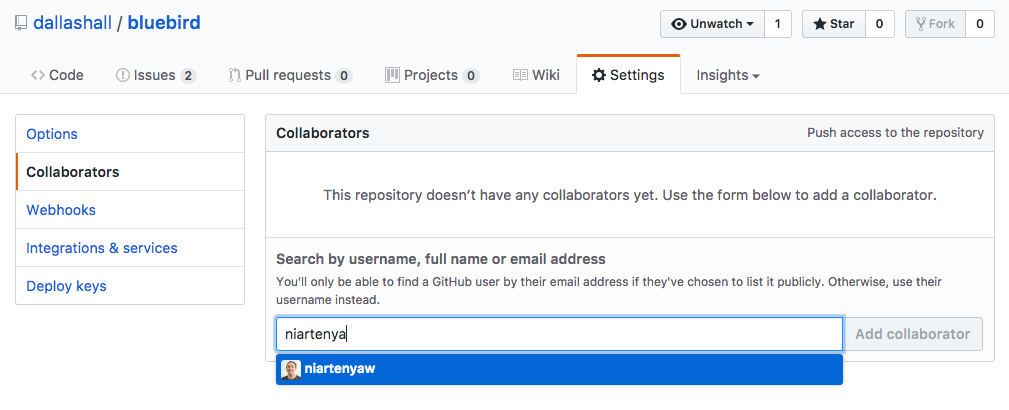 dallashall / bluebird
Unwatch 1 Star 0 Fork 0
Code Issues 2 Pull requests 0 Projects 0 Wiki Settings Insights
Options
Collaborators
Webhooks
Integrations & services
Deploy keys
Collaborators Push access to the repository
This repository doesn’t have any collaborators yet. Use the form below to add a collaborator.
Search by username, full name or email address
You'll only be able to find a GitHub user by their email address if they've chosen to list it publicly. Otherwise, use their
username instead.
niartenya Add collaborator
niartenyaw